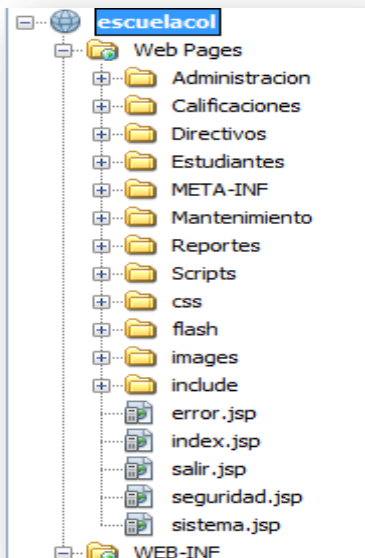 escuelacol
Web Pages
Administracion
Calificaciones
Directivos
Estudiantes
META-INF
Mantenimiento
Reportes
Scripts
css
flash
images
include
error.jsp
index.jsp
salir.jsp
seguridad.jsp
sistema.jsp
WEB-INF